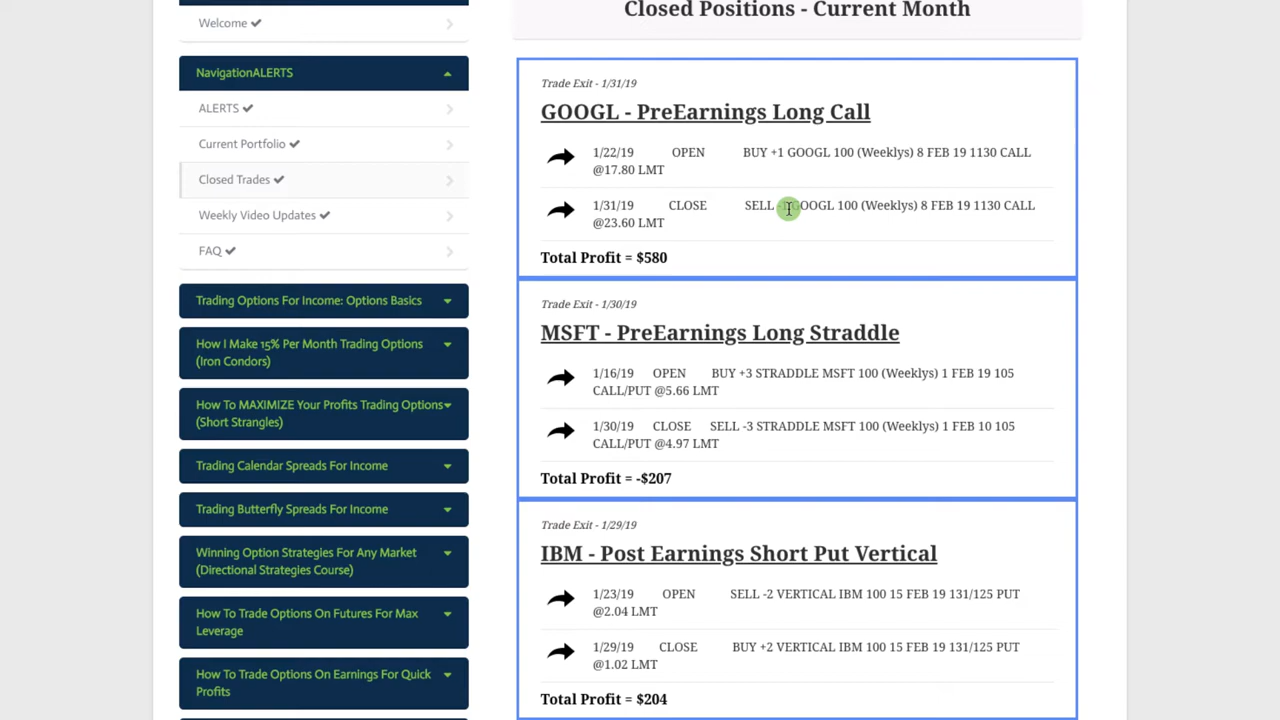 Closed Positions - Current Month
Welcome ✔
NavigationALERTS
ALERTS ✔
Current Portfolio ✔
Closed Trades ✔
Weekly Video Updates ✔
FAQ ✔
Trading Options For Income: Options Basics
How I Make 15% Per Month Trading Options
(Iron Condors)
How To MAXIMIZE Your Profits Trading Options
(Short Strangles)
Trading Calendar Spreads For Income
Trading Butterfly Spreads For Income
Winning Option Strategies For Any Market
(Directional Strategies Course)
How To Trade Options On Futures For Max
Leverage
How To Trade Options On Earnings For Quick
Profits
Trade Exit - 1/31/19
GOOGL - PreEarnings Long Call
1/22/19 OPEN BUY +1 GOOGL 100 (Weeklys) 8 FEB 19 1130 CALL
@17.80 LMT
1/31/19 CLOSE SELL -1 GOOGL 100 (Weeklys) 8 FEB 19 1130 CALL
@23.60 LMT
Total Profit = $580
Trade Exit - 1/30/19
MSFT - PreEarnings Long Straddle
1/16/19 OPEN BUY +3 STRADDLE MSFT 100 (Weeklys) 1 FEB 19 105
CALL/PUT @5.66 LMT
1/30/19 CLOSE SELL -3 STRADDLE MSFT 100 (Weeklys) 1 FEB 10 105
CALL/PUT @4.97 LMT
Total Profit = -$207
Trade Exit - 1/29/19
IBM - Post Earnings Short Put Vertical
1/23/19 OPEN SELL -2 VERTICAL IBM 100 15 FEB 19 131/125 PUT
@2.04 LMT
1/29/19 CLOSE BUY +2 VERTICAL IBM 100 15 FEB 19 131/125 PUT
@1.02 LMT
Total Profit = $204